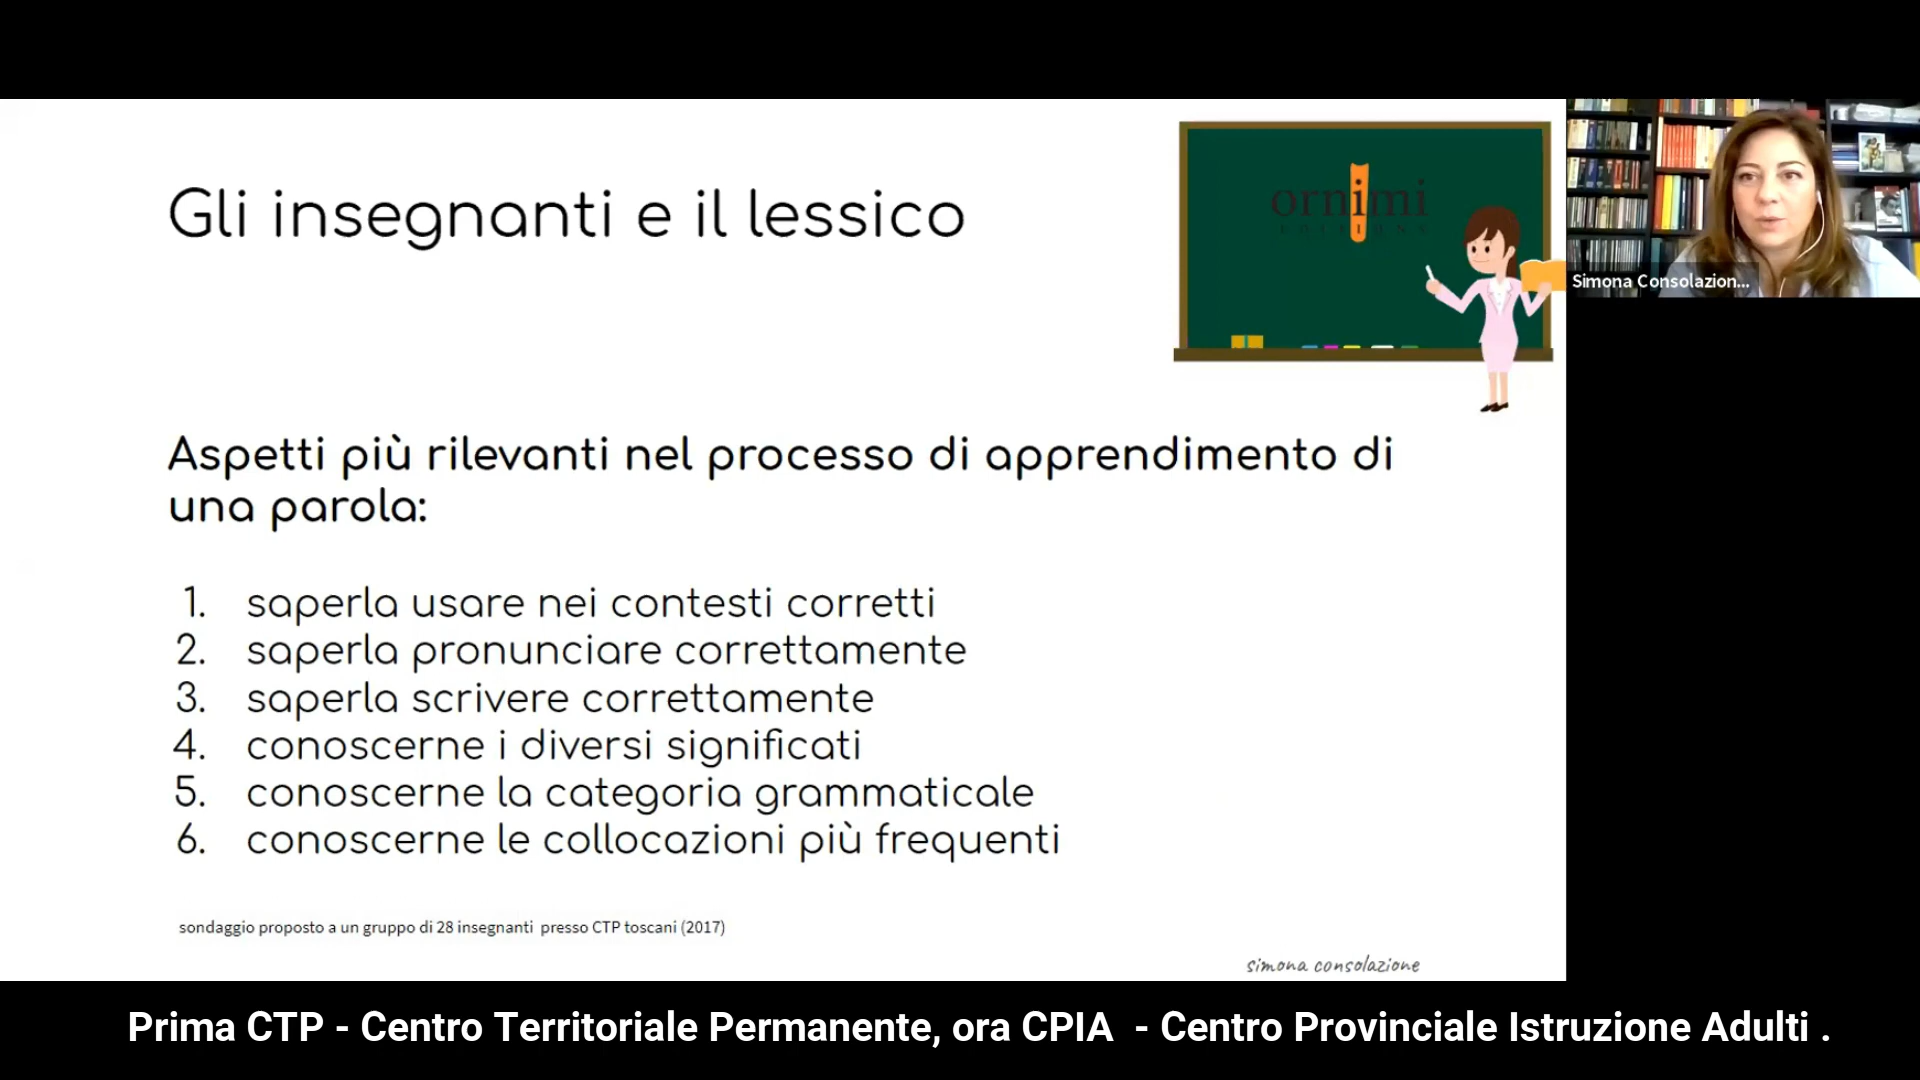 Gli insegnanti e il lessico
ornimi
EDITIONS
Simona Consolazion...
Aspetti più rilevanti nel processo di apprendimento di
una parola:
1. saperla usare nei contesti corretti
2. saperla pronunciare correttamente
3. saperla scrivere correttamente
4. conoscerne i diversi significati
5. conoscerne la categoria grammaticale
6. conoscerne le collocazioni più frequenti
sondaggio proposto a un gruppo di 28 insegnanti presso CTP toscani (2017)
simona consolazione
Prima CTP - Centro Territoriale Permanente, ora CPIA - Centro Provinciale Istruzione Adulti .